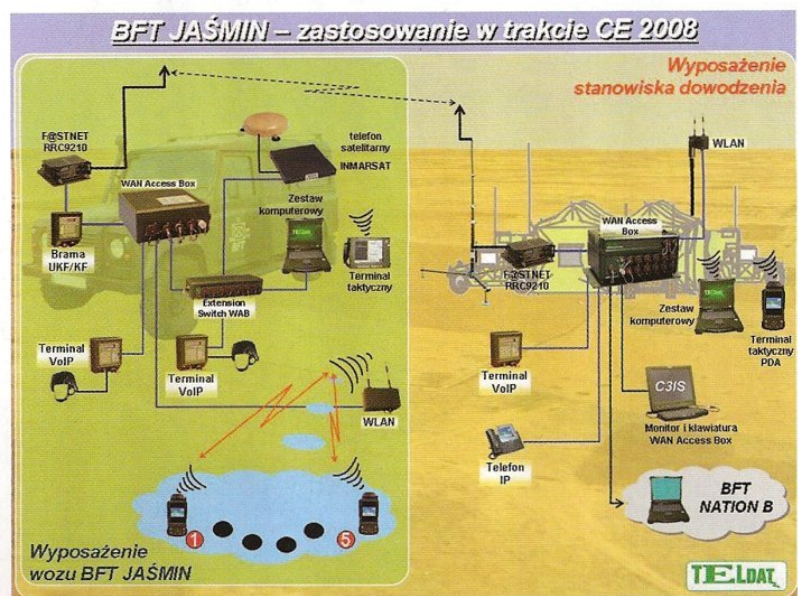 BFT JAŚMIN – zastosowanie w trakcie CE 2008
F@STNET
RRC9210
WAN Access Box
telefon
satelitarny
INMARSAT
Zestaw
komputerowy
Brama
UKF/KF
Extension
Switch WAB
Terminal
taktyczny
Terminal
VoIP
Terminal
VoIP
WLAN
1
5
Wyposażenie
wozu BFT JAŚMIN
Wyposażenie
stanowiska dowodzenia
WLAN
WAN Access
Box
F@STNET
RRC9210
Zestaw
komputerowy
Terminal
taktyczny
PDA
Terminal
VoIP
C3IS
Monitor i klawiatura
WAN Access Box
Telefon
IP
BFT
NATION B
TELDAT